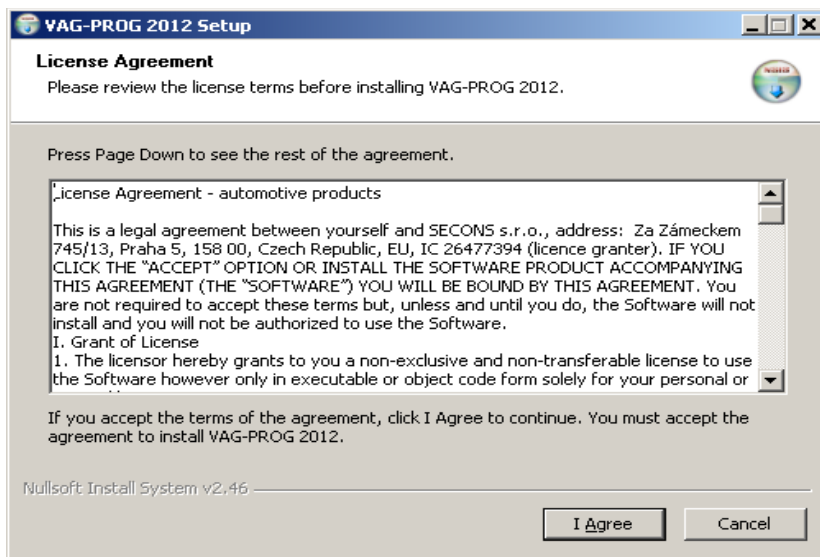 VAG-PROG 2012 Setup
License Agreement
Please review the license terms before installing VAG-PROG 2012.
Press Page Down to see the rest of the agreement.
License Agreement - automotive products
This is a legal agreement between yourself and SECONS s.r.o., address:  Za Zámeckem
745/13, Praha 5, 158 00, Czech Republic, EU, IC 26477394 (licence granter). IF YOU
CLICK THE “ACCEPT” OPTION OR INSTALL THE SOFTWARE PRODUCT ACCOMPANYING
THIS AGREEMENT (THE “SOFTWARE”) YOU WILL BE BOUND BY THIS AGREEMENT. You
are not required to accept these terms but, unless and until you do, the Software will not
install and you will not be authorized to use the Software.
I. Grant of License
1. The licensor hereby grants to you a non-exclusive and non-transferable license to use
the Software however only in executable or object code form solely for your personal or
If you accept the terms of the agreement, click I Agree to continue. You must accept the
agreement to install VAG-PROG 2012.
Nullsoft Install System v2.46
I Agree
Cancel